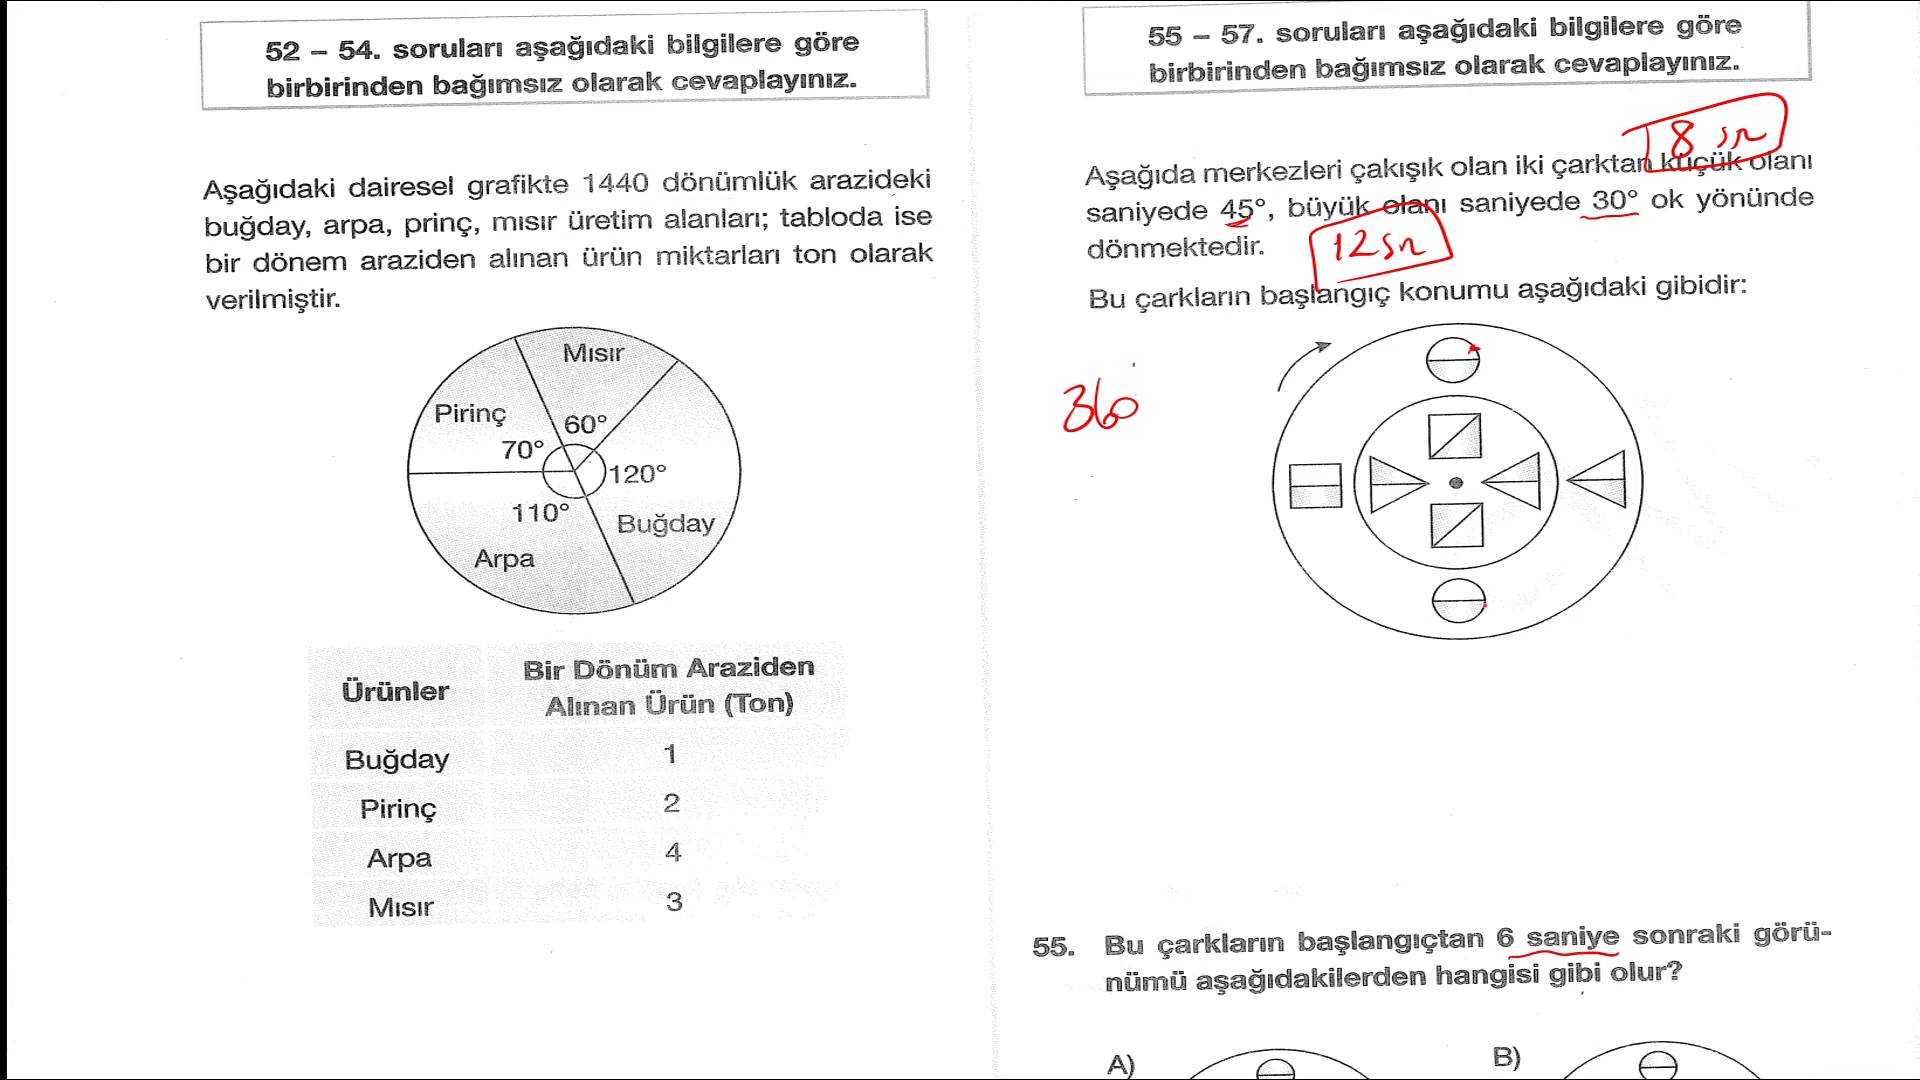 52 – 54. soruları aşağıdaki bilgilere göre
birbirinden bağımsız olarak cevaplayınız.
Aşağıdaki dairesel grafikte 1440 dönümlük arazideki
buğday, arpa, prinç, mısır üretim alanları; tabloda ise
bir dönem araziden alınan ürün miktarları ton olarak
verilmiştir.
Mısır
Pirinç
60°
70°
120°
110°
Buğday
Arpa
Ürünler
Bir Dönüm Araziden
Alınan Ürün (Ton)
Buğday 1
Pirinç 2
Arpa 4
Mısır 3
55 – 57. soruları aşağıdaki bilgilere göre
birbirinden bağımsız olarak cevaplayınız.
8 sn
Aşağıda merkezleri çakışık olan iki çarktan küçük olanı
saniyede 45°, büyük olanı saniyede 30° ok yönünde
dönmektedir.
12 sn
Bu çarkların başlangıç konumu aşağıdaki gibidir:
360
55. Bu çarkların başlangıçtan 6 saniye sonraki görü-
nümü aşağıdakilerden hangisi gibi olur?
A)
B)